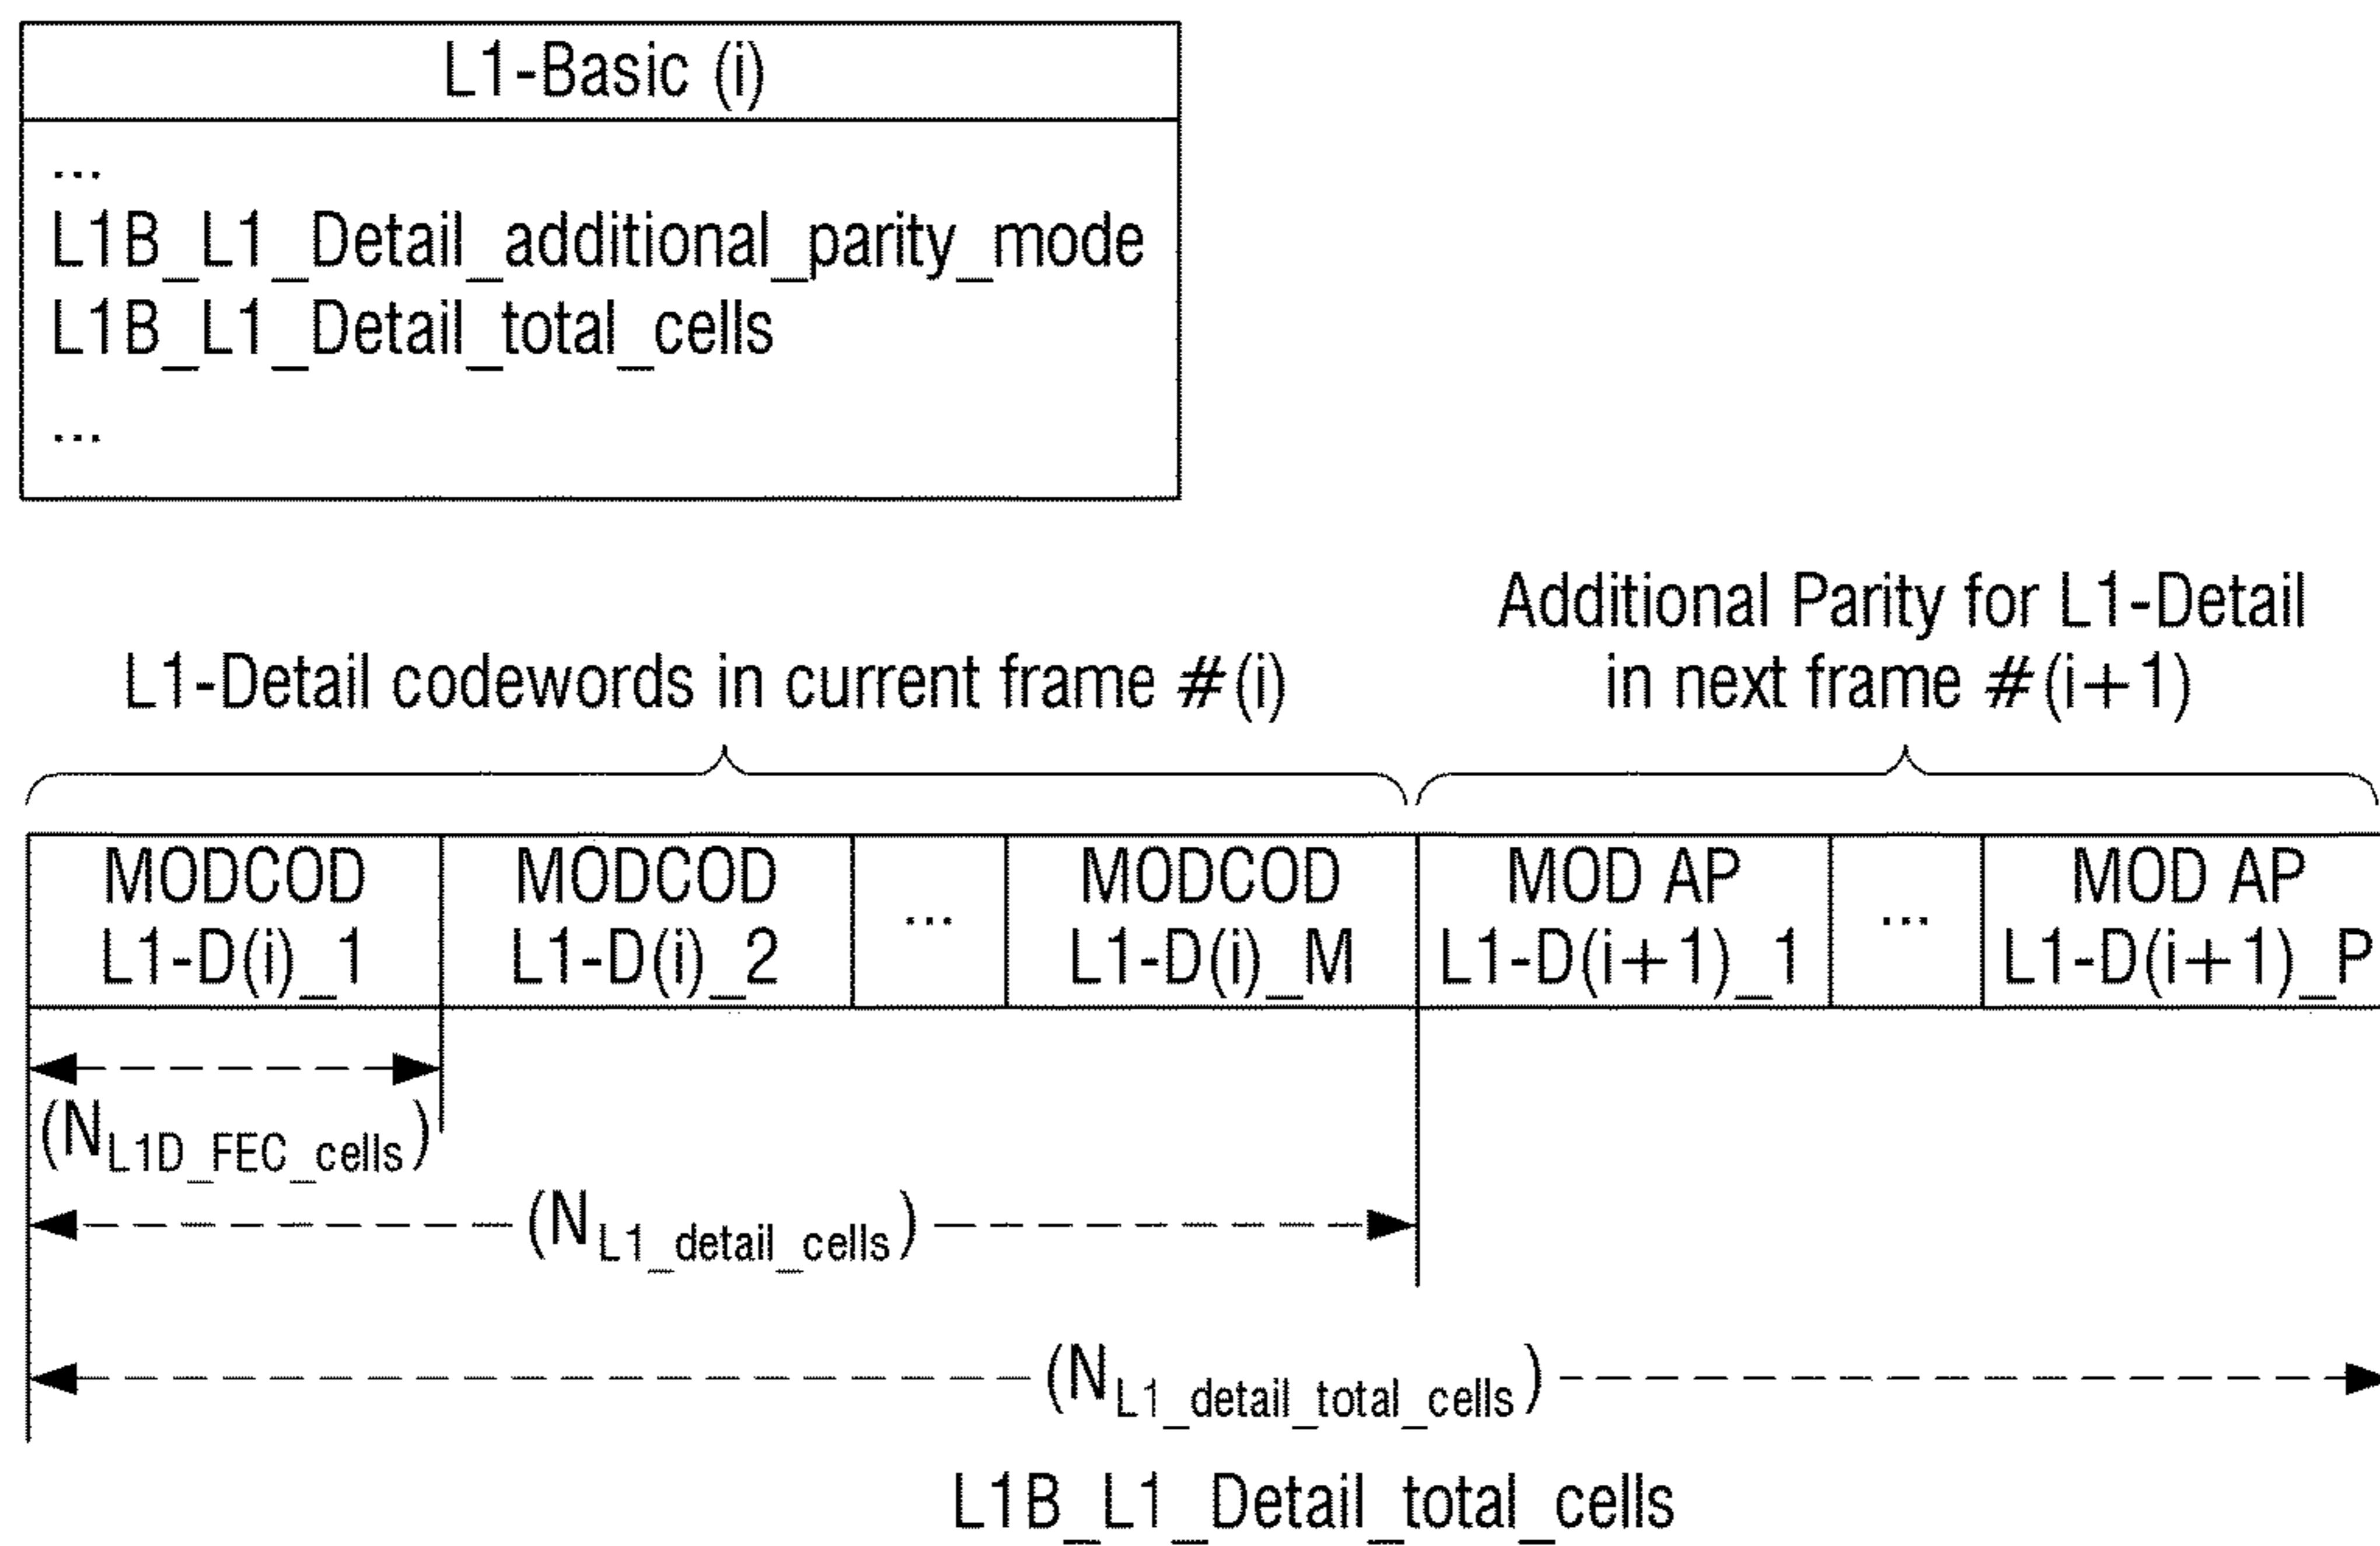 L1-Basic (i)
...
L1B_L1_Detail_additional_parity_mode
L1B_L1_Detail_total_cells
...
L1-Detail codewords in current frame #(i)
Additional Parity for L1-Detail
in next frame #(i+1)
MODCOD
L1-D(i)_1
MODCOD
L1-D(i)_2
...
MODCOD
L1-D(i)_M
MOD AP
L1-D(i+1)_1
...
MOD AP
L1-D(i+1)_P
(NL1D_FEC_cells)
(NL1_detail_cells)
(NL1_detail_total_cells)
L1B_L1_Detail_total_cells